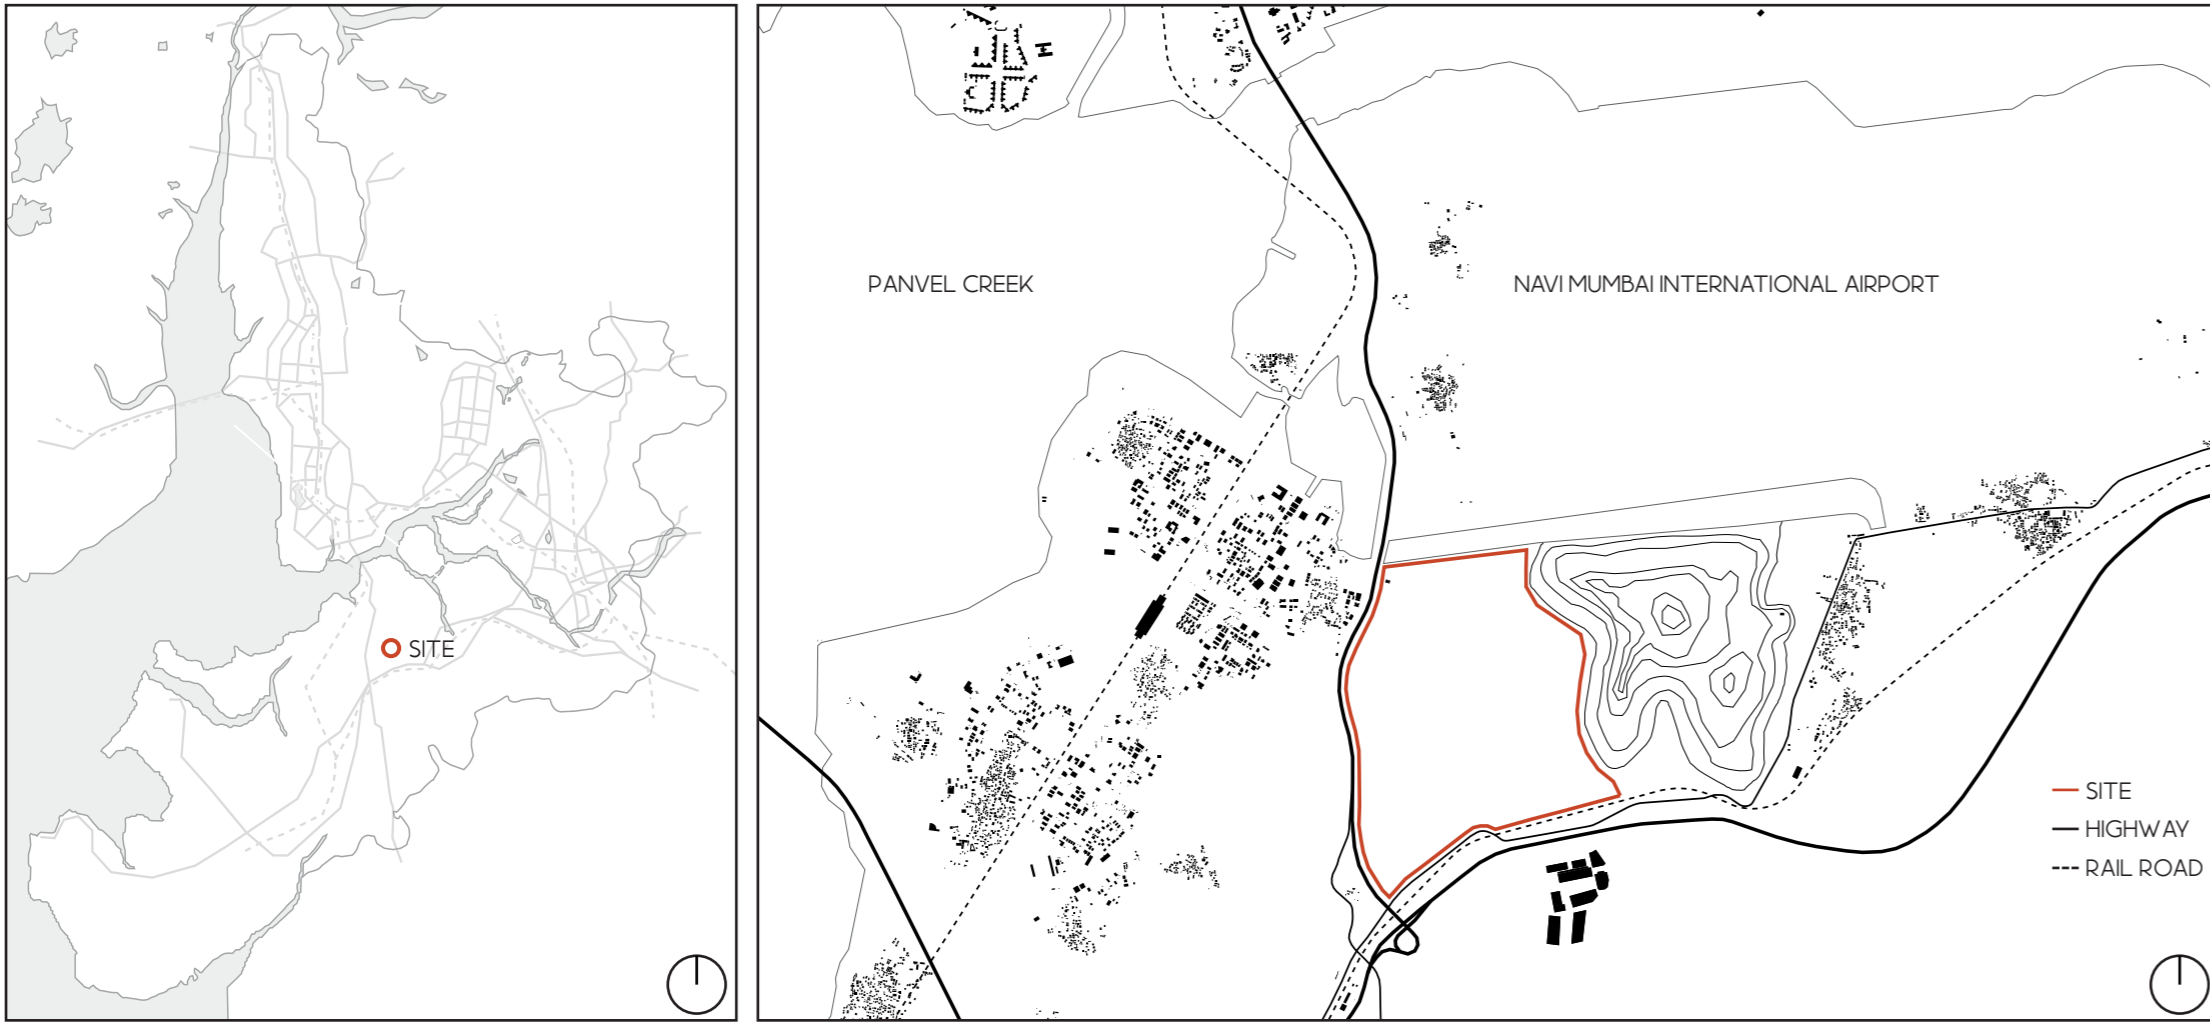 SITE
PANVEL CREEK
NAVI MUMBAI INTERNATIONAL AIRPORT
SITE
HIGHWAY
RAIL ROAD